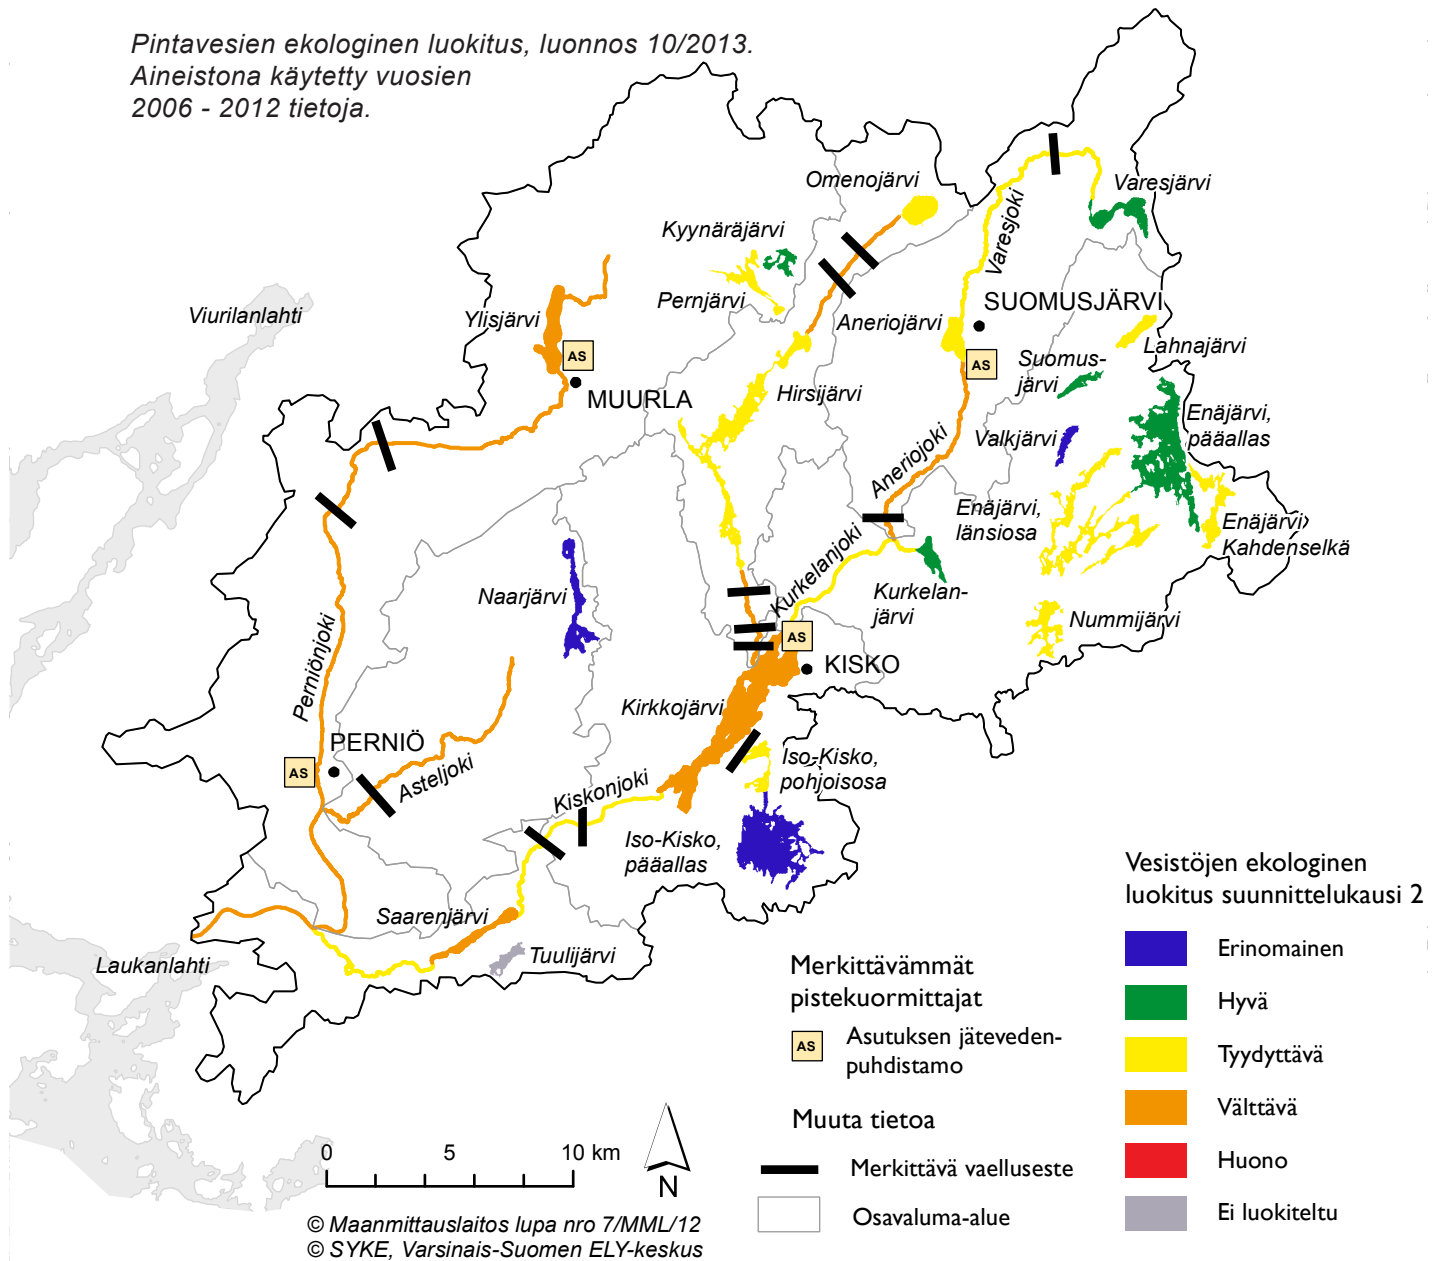 Pintavesien ekologinen luokitus, luonnos 10/2013.
Aineistona käytetty vuosien
2006 - 2012 tietoja.
Omenojärvi
Varesjärvi
Varesjoki
Kyynäräjärvi
Pernjärvi
Viurilanlahti
Ylisjärvi
Aneriojärvi
SUOMUSJÄRVI
AS
MUURLA
Hirsijärvi
AS
Suomus-
järvi
Lahnajärvi
Enäjärvi,
pääallas
Valkjärvi
Aneriojoki
Enäjärvi,
länsiosa
Enäjärvi
Kahdenselkä
Naarjärvi
Kurkelanjoki
Kurkelan-
järvi
Nummijärvi
AS
KISKO
Perniönjoki
Kirkkojärvi
PERNIÖ
AS
Asteljoki
Kiskonjoki
Iso-Kisko,
pohjoisosa
Iso-Kisko,
pääallas
Saarenjärvi
Tuulijärvi
Laukanlahti
Merkittävämmät
pistekuormittajat
AS
Asutuksen jäteveden-
puhdistamo
Muuta tietoa
Merkittävä vaelluseste
Osavaluma-alue
Vesistöjen ekologinen
luokitus suunnittelukausi 2
Erinomainen
Hyvä
Tyydyttävä
Välttävä
Huono
Ei luokiteltu
0 5 10 km
N
© Maanmittauslaitos lupa nro 7/MML/12
© SYKE, Varsinais-Suomen ELY-keskus